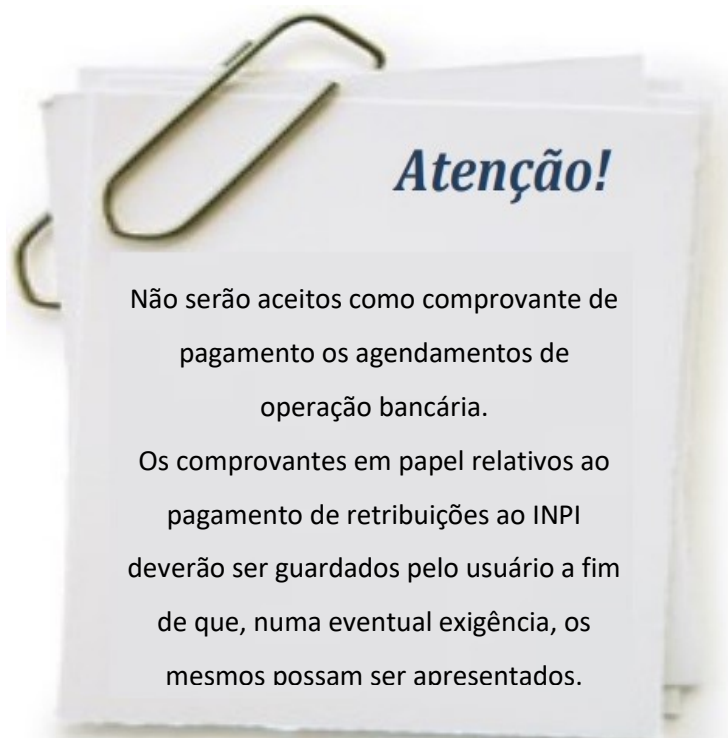 Atenção!
Não serão aceitos como comprovante de
pagamento os agendamentos de
operação bancária.
Os comprovantes em papel relativos ao
pagamento de retribuições ao INPI
deverão ser guardados pelo usuário a fim
de que, numa eventual exigência, os
mesmos possam ser apresentados.